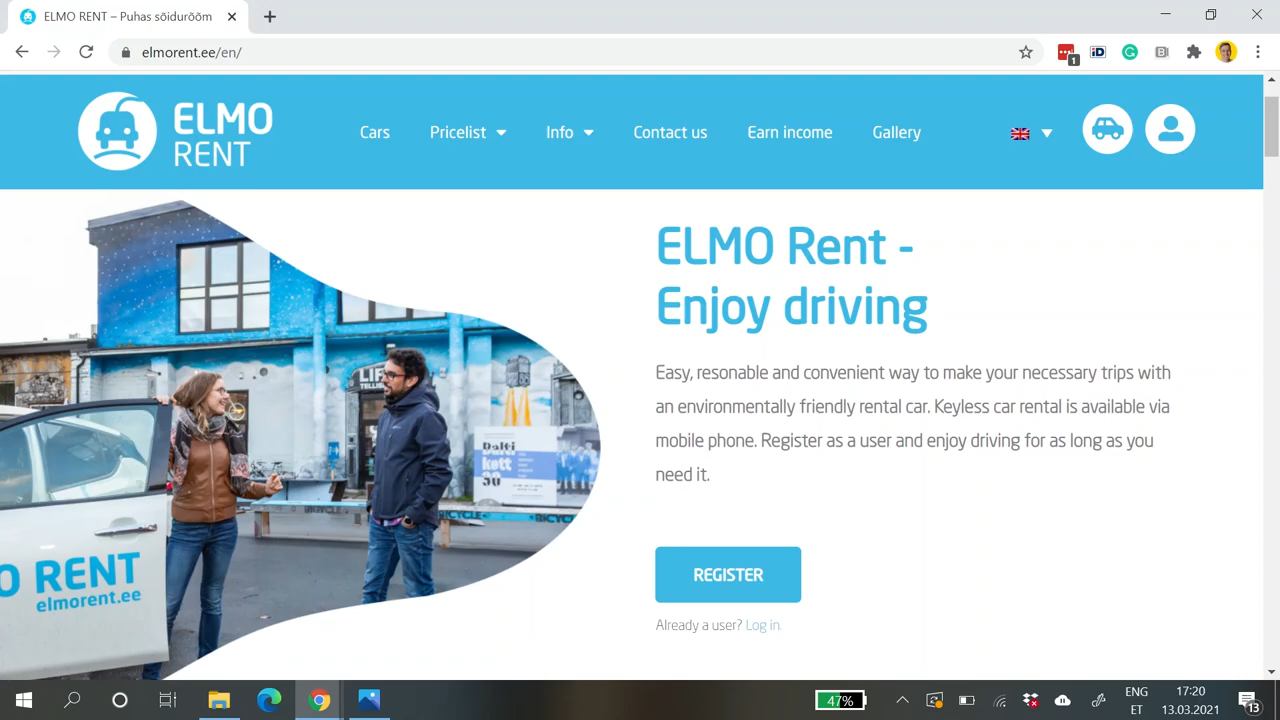 ELMO RENT – Puhas sõidurõõm
elmorent.ee/en/
1
ELMO
RENT
Cars
Pricelist
Info
Contact us
Earn income
Gallery
ELMO Rent -
Enjoy driving
Easy, resonable and convenient way to make your necessary trips with
an environmentally friendly rental car. Keyless car rental is available via
mobile phone. Register as a user and enjoy driving for as long as you
need it.
REGISTER
Already a user? Log in.
O RENT
elmorent.ee
Balti
kett
30
BICYCLE
47%
ENG
ET
17:20
13.03.2021
13